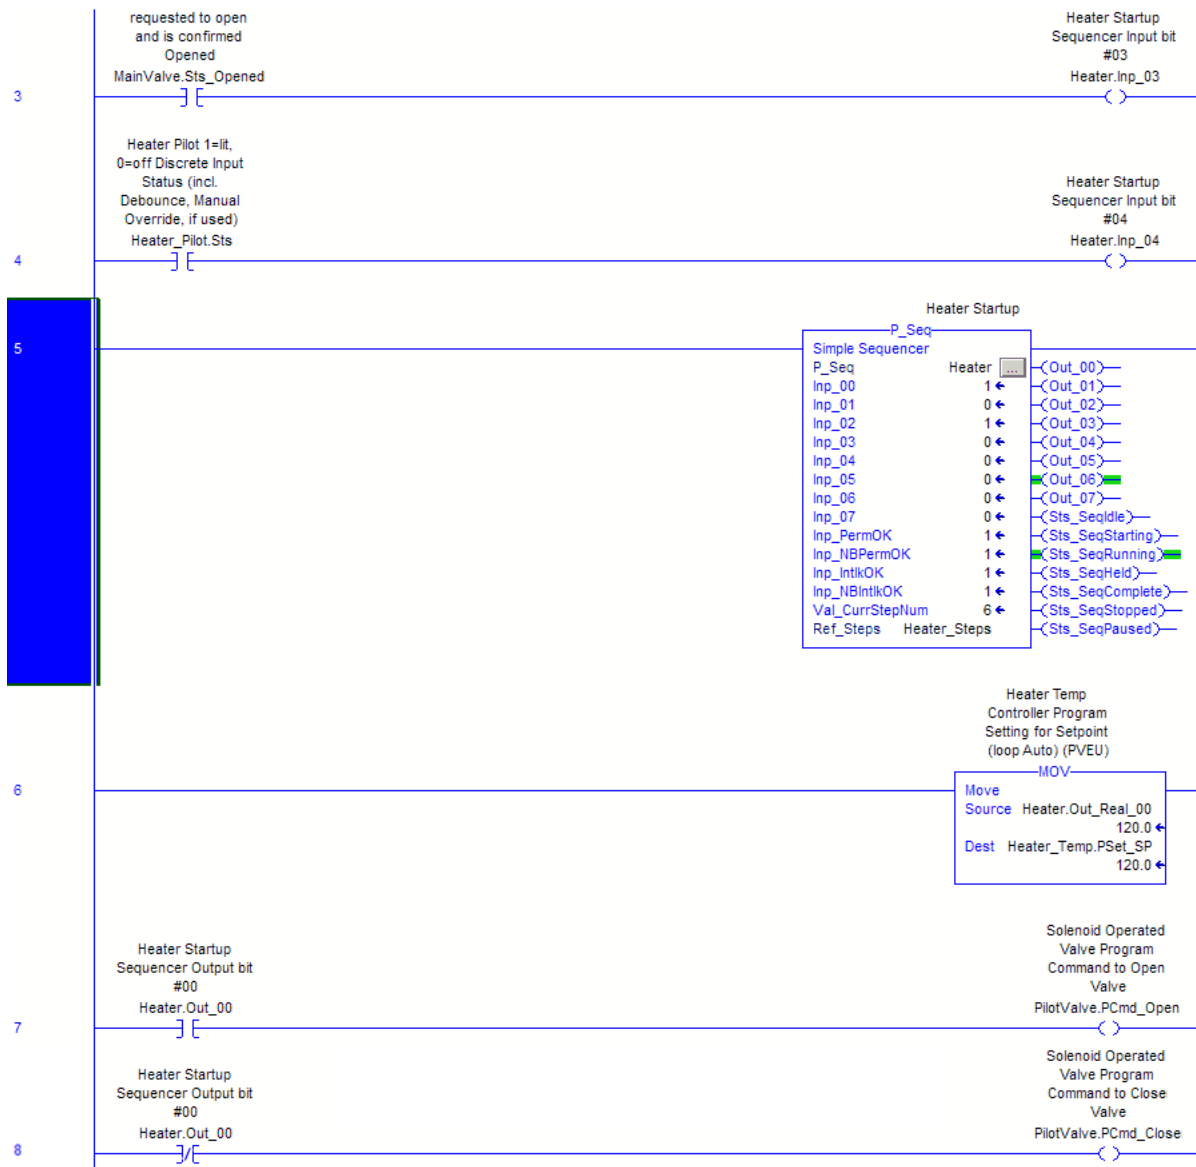 requested to open
and is confirmed
Opened
MainValve.Sts_Opened
Heater Startup
Sequencer Input bit
#03
Heater.Inp_03
3
Heater Pilot 1=lit,
0=off Discrete Input
Status (incl.
Debounce, Manual
Override, if used)
Heater_Pilot.Sts
Heater Startup
Sequencer Input bit
#04
Heater.Inp_04
4
Heater Startup
P_Seq
5
Simple Sequencer
P_Seq Heater ... Out_00
Inp_00 1 Out_01
Inp_01 0 Out_02
Inp_02 1 Out_03
Inp_03 0 Out_04
Inp_04 0 Out_05
Inp_05 0 Out_06
Inp_06 0 Out_07
Inp_07 0 Sts_SeqIdle
Inp_PermOK 1 Sts_SeqStarting
Inp_NBPermOK 1 Sts_SeqRunning
Inp_IntlkOK 1 Sts_SeqHeld
Inp_NBIntlkOK 1 Sts_SeqComplete
Val_CurrStepNum 6 Sts_SeqStopped
Ref_Steps Heater_Steps Sts_SeqPaused
Heater Temp
Controller Program
Setting for Setpoint
(loop Auto) (PVEU)
MOV
6
Move
Source Heater.Out_Real_00
120.0
Dest Heater_Temp.PSet_SP
120.0
Heater Startup
Sequencer Output bit
#00
Heater.Out_00
Solenoid Operated
Valve Program
Command to Open
Valve
PilotValve.PCmd_Open
7
Heater Startup
Sequencer Output bit
#00
Heater.Out_00
Solenoid Operated
Valve Program
Command to Close
Valve
PilotValve.PCmd_Close
8